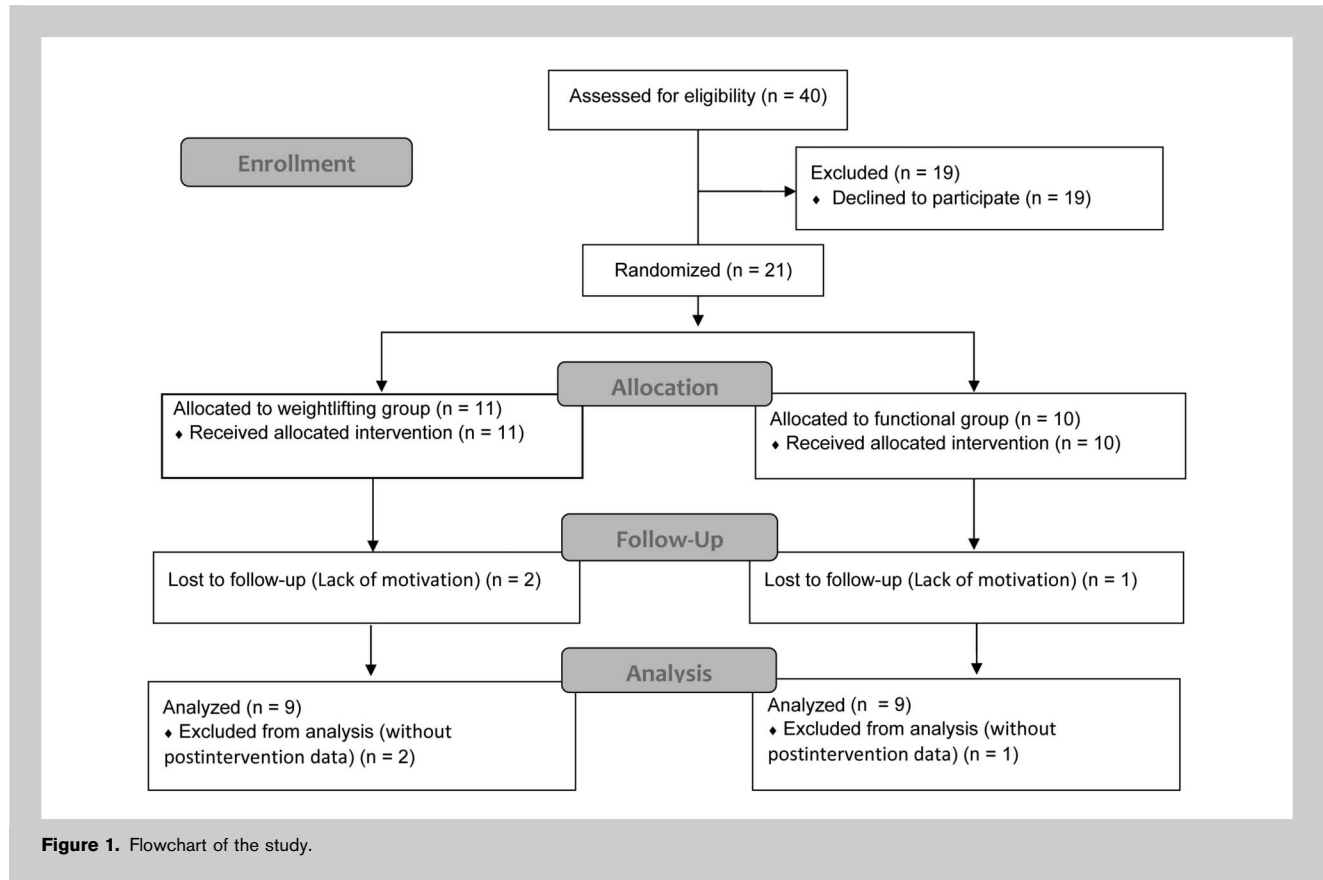 Assessed for eligibility (n = 40)
Enrollment
Excluded (n = 19)
♦ Declined to participate (n = 19)
Randomized (n = 21)
Allocation
Allocated to weightlifting group (n = 11)
♦ Received allocated intervention (n = 11)
Allocated to functional group (n = 10)
♦ Received allocated intervention (n = 10)
Follow-Up
Lost to follow-up (Lack of motivation) (n = 2)
Lost to follow-up (Lack of motivation) (n = 1)
Analysis
Analyzed (n = 9)
♦ Excluded from analysis (without
postintervention data) (n = 2)
Analyzed (n = 9)
♦ Excluded from analysis (without
postintervention data) (n = 1)
Figure 1. Flowchart of the study.